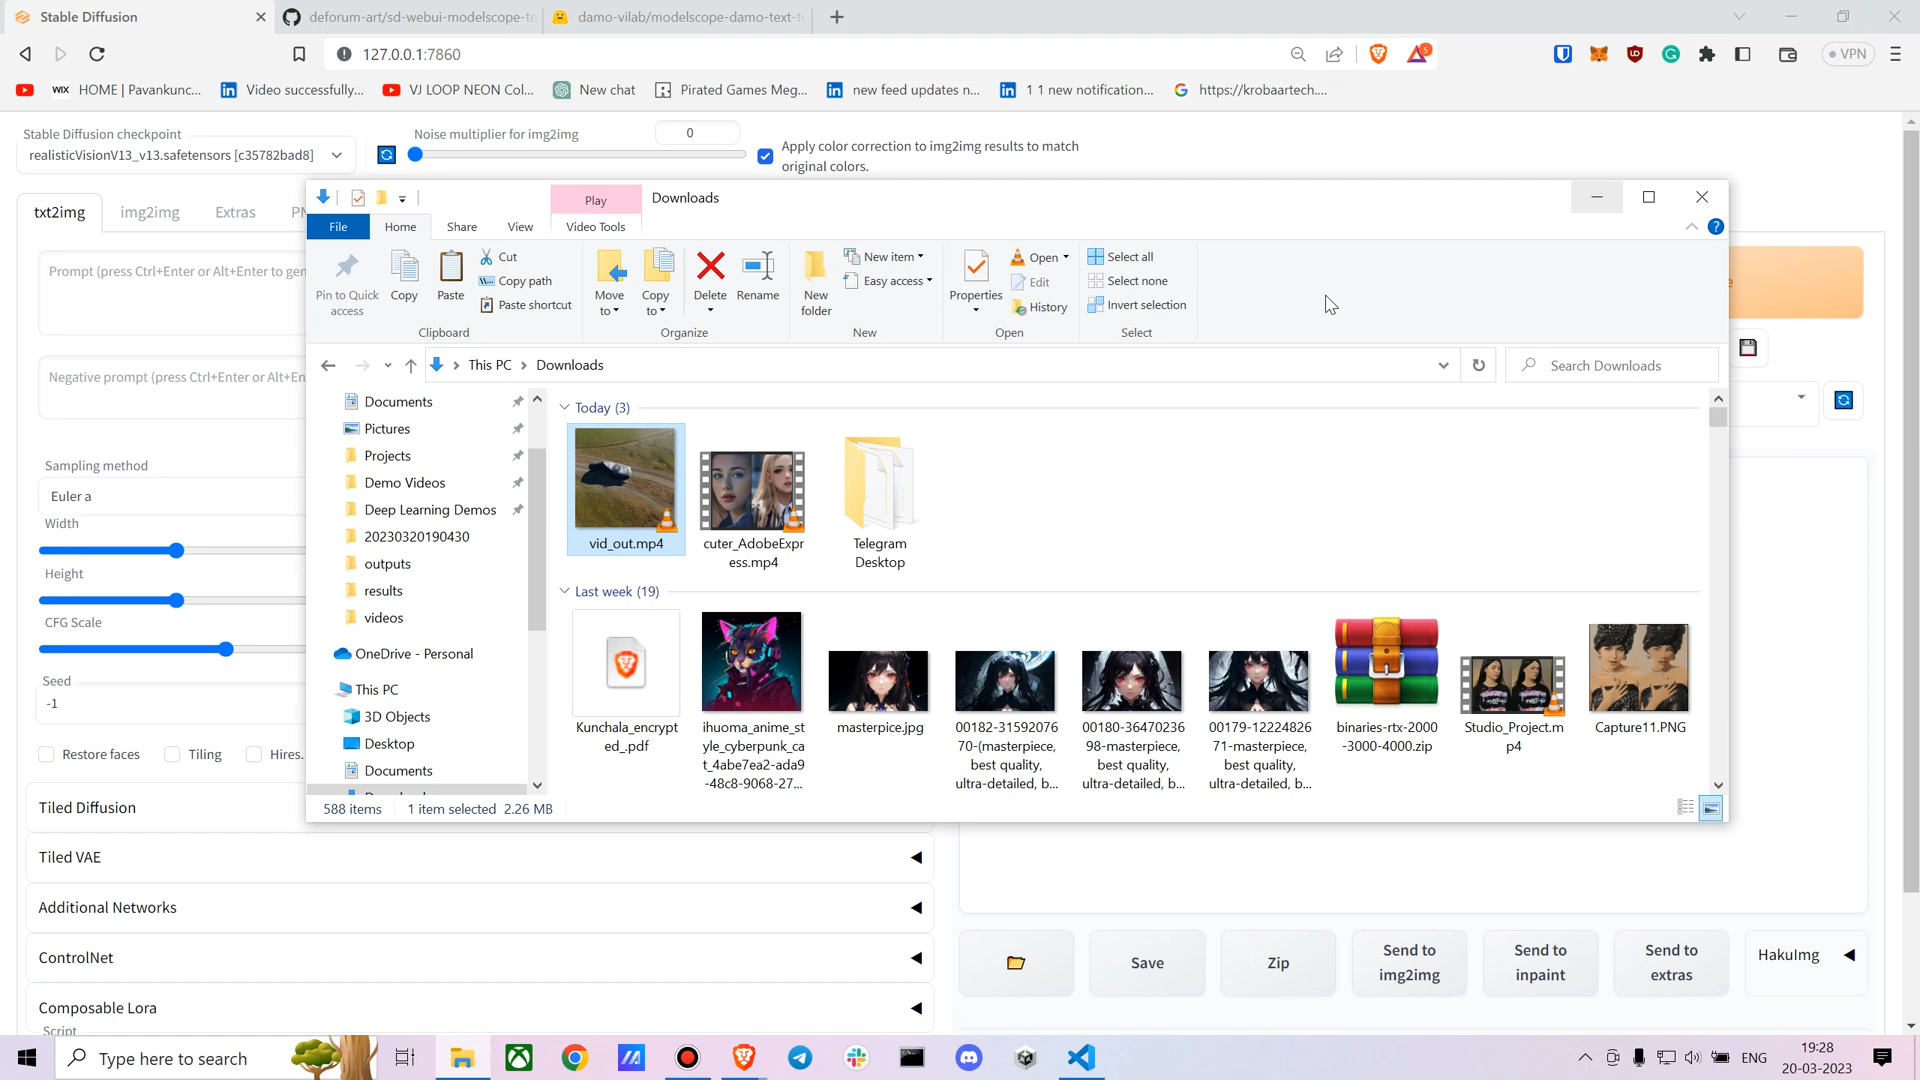 Stable Diffusion
deforum-art/sd-webui-modelscope-te
damo-vilab/modelscope-damo-text-to
127.0.0.1:7860
5
VPN
WIX HOME | Pavankunc...
Video successfully...
VJ LOOP NEON Col...
New chat
Pirated Games Meg...
new feed updates n...
1 1 new notification...
https://krobaartech....
Stable Diffusion checkpoint
realisticVisionV13_v13.safetensors [c35782bad8]
Noise multiplier for img2img
0
Apply color correction to img2img results to match
original colors.
txt2img
img2img
Extras
PN
Play
Downloads
File
Home
Share
View
Video Tools
Prompt (press Ctrl+Enter or Alt+Enter to gen
Negative prompt (press Ctrl+Enter or Alt+En
Pin to Quick
access
Copy
Paste
Cut
Copy path
Paste shortcut
Clipboard
Move
to
Copy
to
Delete
Rename
Organize
New
folder
New item
Easy access
New
Properties
Open
Edit
History
Open
Select all
Select none
Invert selection
Select
e
This PC
Downloads
Search Downloads
Documents
Pictures
Projects
Demo Videos
Deep Learning Demos
20230320190430
outputs
results
videos
OneDrive - Personal
This PC
3D Objects
Desktop
Documents
Today (3)
vid_out.mp4
cuter_AdobeExpr
ess.mp4
Telegram
Desktop
Last week (19)
Kunchala_encrypt
ed_.pdf
ihuoma_anime_st
yle_cyberpunk_ca
t_4abe7ea2-ada9
-48c8-9068-27...
masterpice.jpg
00182-31592076
70-(masterpiece,
best quality,
ultra-detailed, b...
00180-36470236
98-masterpiece,
best quality,
ultra-detailed, b...
00179-12224826
71-masterpiece,
best quality,
ultra-detailed, b...
binaries-rtx-2000
-3000-4000.zip
Studio_Project.m
p4
Capture11.PNG
588 items
1 item selected 2.26 MB
Sampling method
Euler a
Width
Height
CFG Scale
Seed
-1
Restore faces
Tiling
Hires.
Tiled Diffusion
Tiled VAE
Additional Networks
ControlNet
Composable Lora
Script
Save
Zip
Send to
img2img
Send to
inpaint
Send to
extras
HakuImg
Type here to search
ENG
19:28
20-03-2023